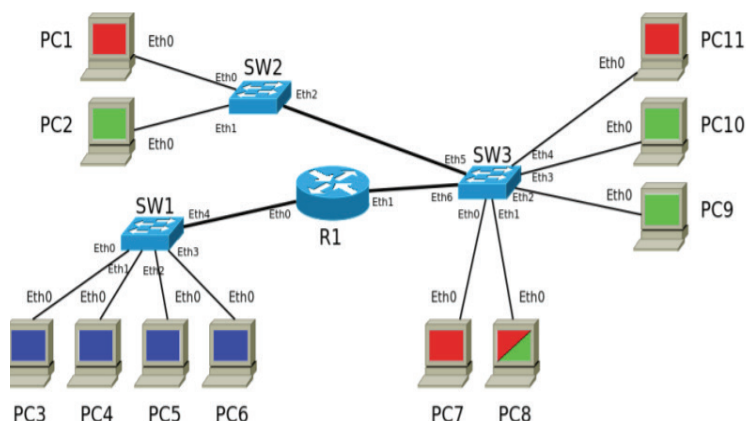 PC1
Eth0
PC2
Eth0
Eth0
SW2
Eth2
Eth1
PC11
Eth0
PC10
Eth0
PC9
Eth0
Eth5
SW3
Eth4
Eth3
Eth6
Eth2
Eth0
Eth1
SW1
Eth4
Eth0
R1
Eth1
Eth0
Eth1
Eth2
Eth3
Eth0
Eth0
Eth0
Eth0
Eth0
Eth0
PC3
PC4
PC5
PC6
PC7
PC8